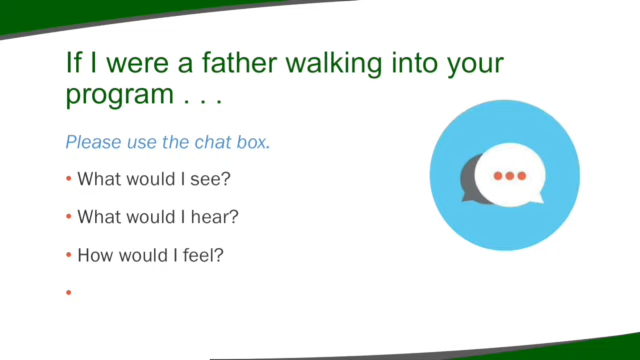 If I were a father walking into your
program . . .
Please use the chat box.
• What would I see?
• What would I hear?
• How would I feel?
•